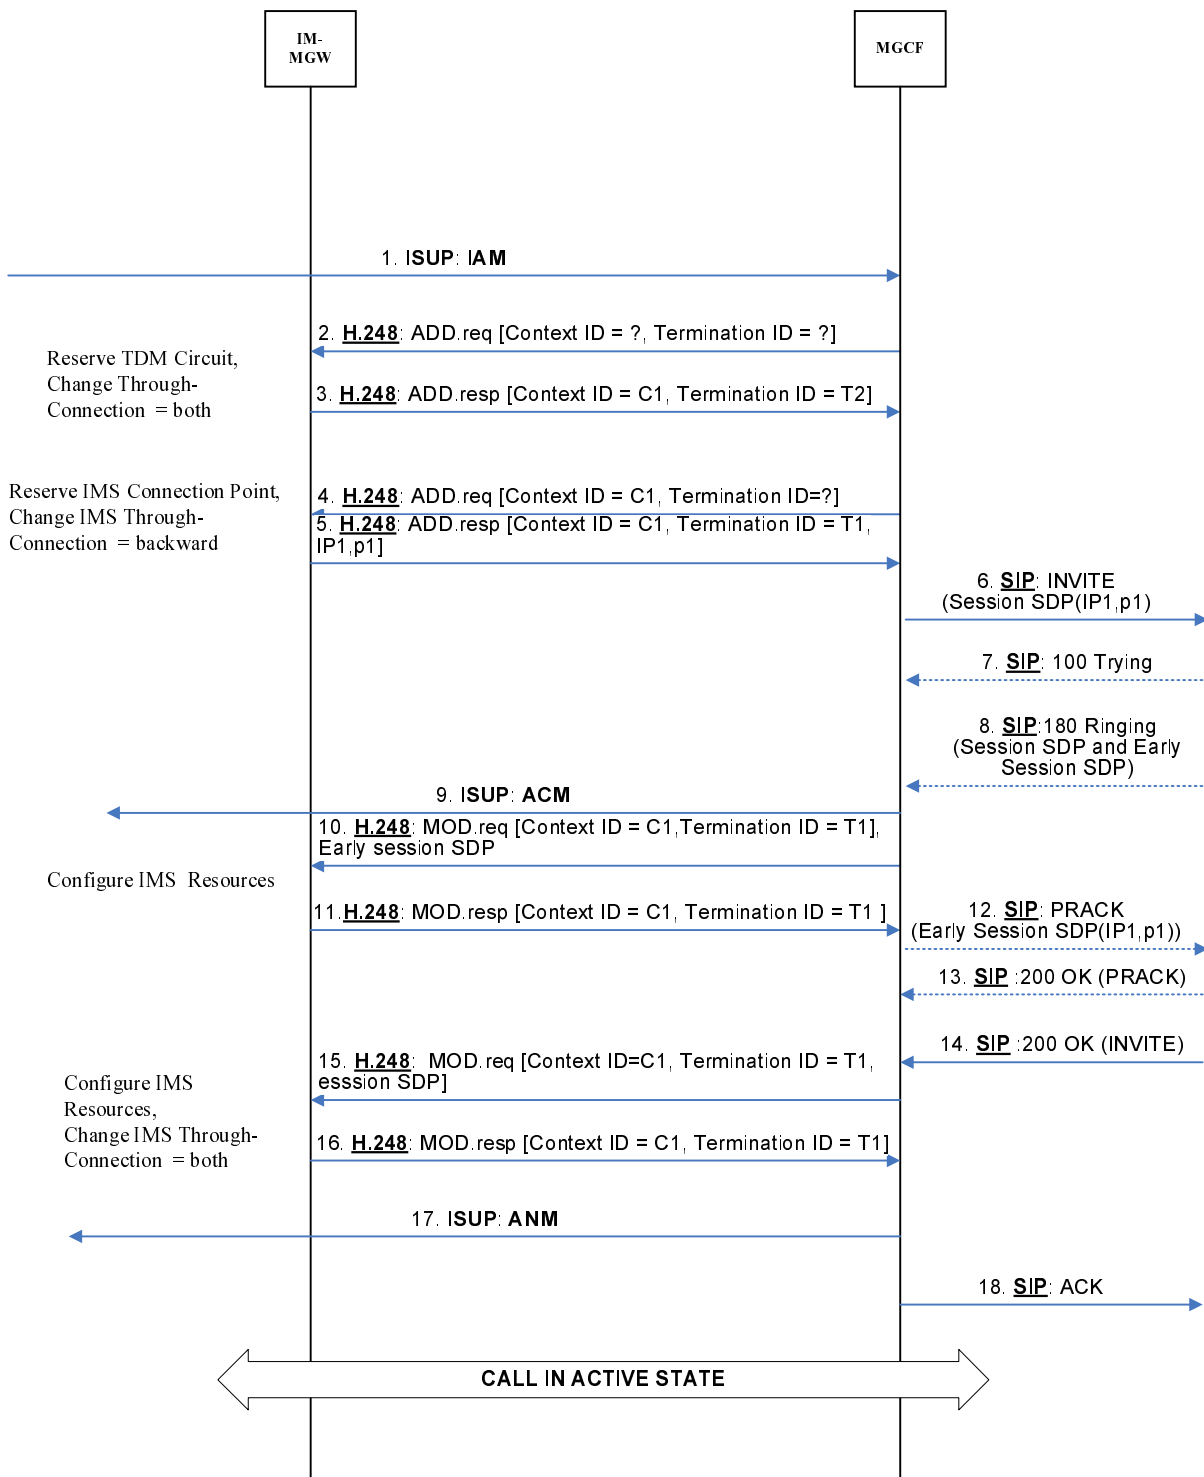 IM-
MGW
MGCF
1. ISUP: IAM
2. H.248: ADD.req [Context ID = ?, Termination ID = ?]
Reserve TDM Circuit,
Change Through-
Connection = both
3. H.248: ADD.resp [Context ID = C1, Termination ID = T2]
Reserve IMS Connection Point,
Change IMS Through-
Connection = backward
4. H.248: ADD.req [Context ID = C1, Termination ID=?]
5. H.248: ADD.resp [Context ID = C1, Termination ID = T1,
IP1,p1]
6. SIP: INVITE
(Session SDP(IP1,p1)
7. SIP: 100 Trying
8. SIP:180 Ringing
(Session SDP and Early
Session SDP)
9. ISUP: ACM
10. H.248: MOD.req [Context ID = C1,Termination ID = T1],
Early session SDP
Configure IMS Resources
11.H.248: MOD.resp [Context ID = C1, Termination ID = T1 ]
12. SIP: PRACK
(Early Session SDP(IP1,p1))
13. SIP :200 OK (PRACK)
14. SIP :200 OK (INVITE)
15. H.248: MOD.req [Context ID=C1, Termination ID = T1,
esssion SDP]
Configure IMS
Resources,
Change IMS Through-
Connection = both
16. H.248: MOD.resp [Context ID = C1, Termination ID = T1]
17. ISUP: ANM
18. SIP: ACK
CALL IN ACTIVE STATE